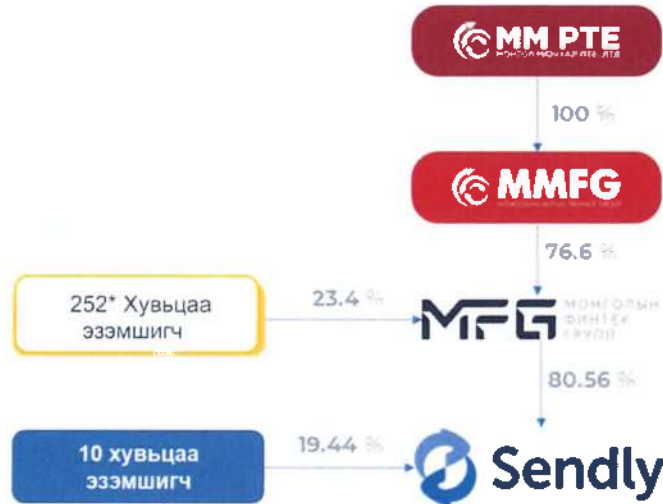 MM PTE
100 %
MMFG
76.6 %
252* Хувьцаа
эзэмшигч
23.4 %
MFG
МОНГОЛЫН
ФИНТЕК
ГРУПП
80.56 %
10 хувьцаа
эзэмшигч
19.44 %
Sendly